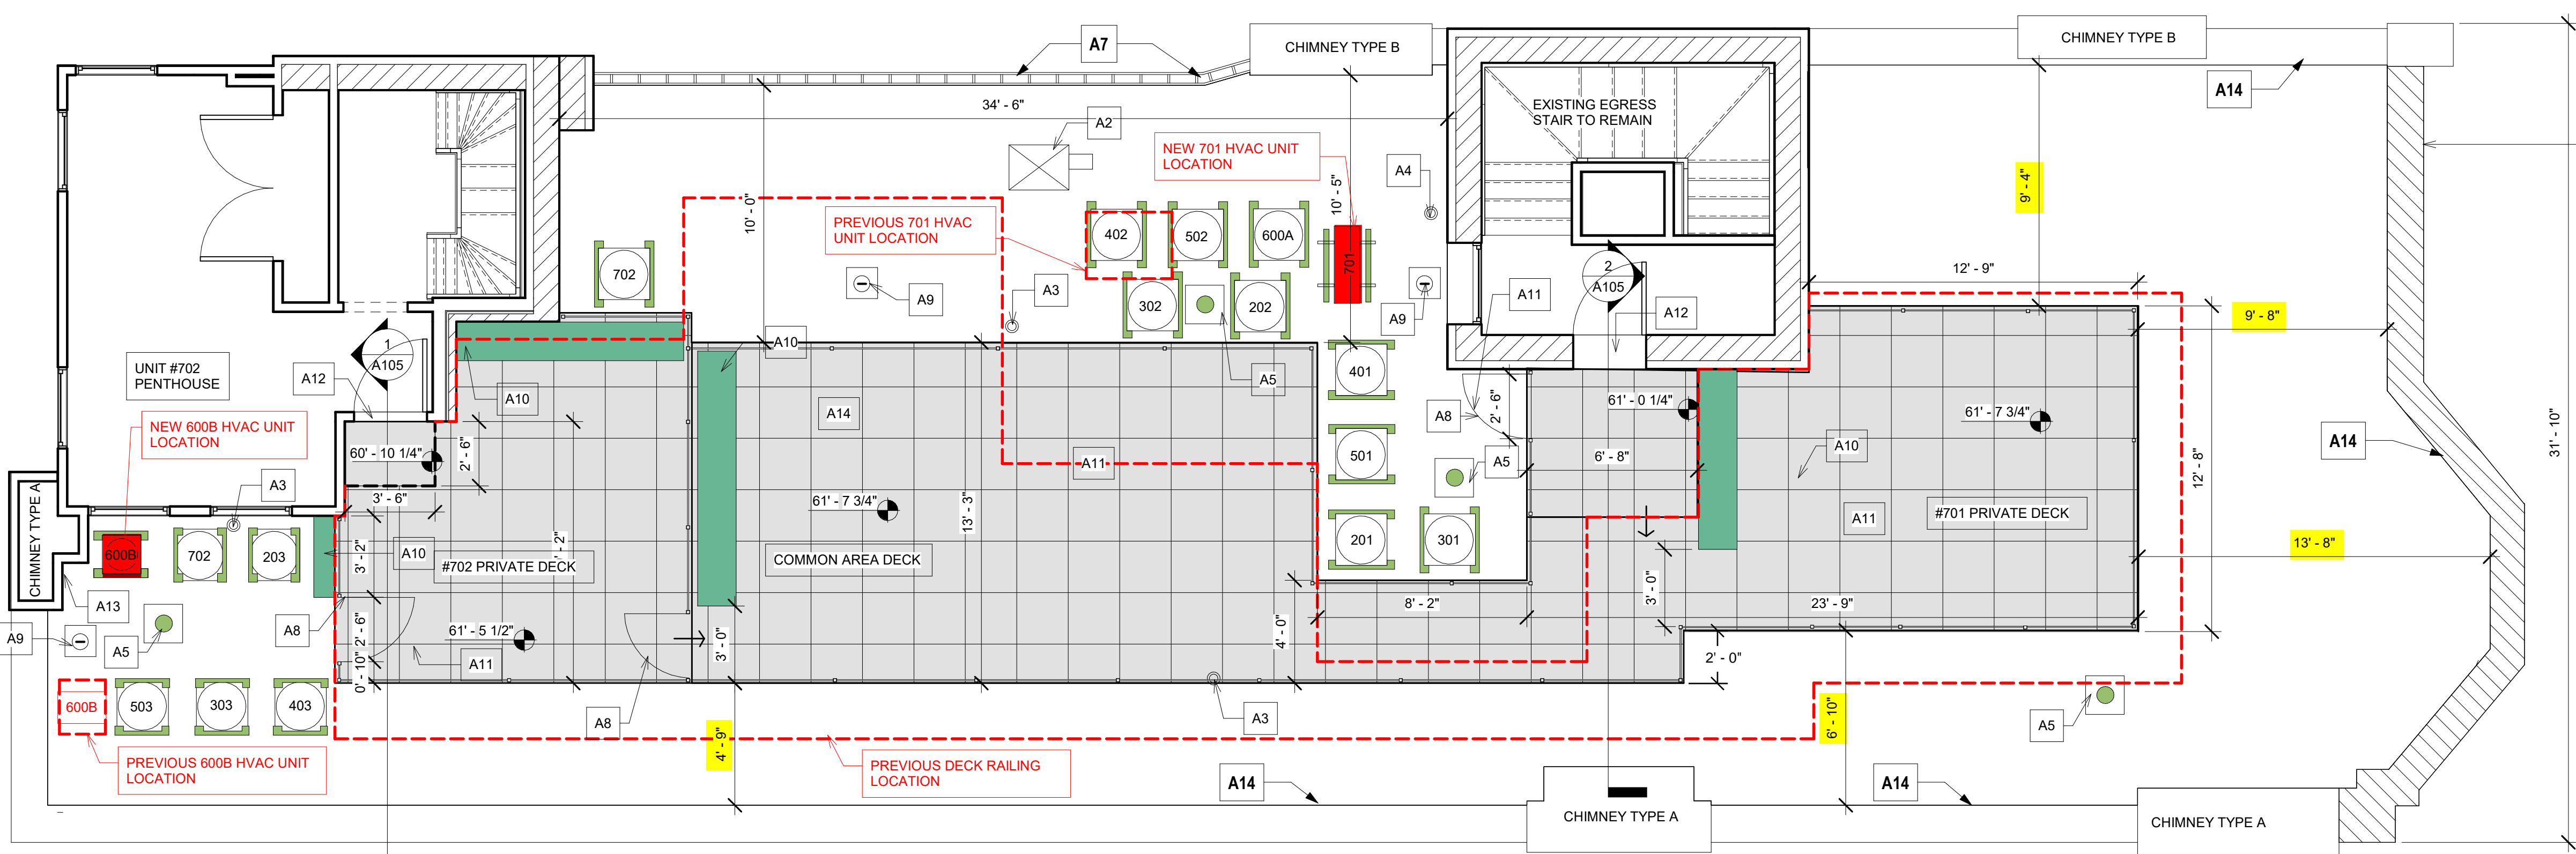 CHIMNEY TYPE B
CHIMNEY TYPE B
A7
34' - 6"
A2
EXISTING EGRESS
STAIR TO REMAIN
A14
NEW 701 HVAC UNIT
LOCATION
A4
9' - 4"
31' - 10"
10' - 0"
10' - 5"
PREVIOUS 701 HVAC
UNIT LOCATION
402
502
600A
701
702
A9
A3
302
202
A9
A11
2
A105
A12
12' - 9"
9' - 8"
1
A105
UNIT #702
PENTHOUSE
A12
A10
A10
A14
A5
401
A8
2' - 6"
61' - 0 1/4"
61' - 7 3/4"
A10
A14
NEW 600B HVAC UNIT
LOCATION
60' - 10 1/4"
2' - 6"
A11
501
A5
6' - 8"
12' - 8"
CHIMNEY TYPE A
A3
3' - 6"
61' - 7 3/4"
13' - 3"
A11
#701 PRIVATE DECK
600B
702
203
3' - 2"
A10
#702 PRIVATE DECK
COMMON AREA DECK
201
301
13' - 8"
A13
A9
A5
A8
2' - 6"
0' - 10"
61' - 5 1/2"
A11
3' - 0"
4' - 0"
8' - 2"
3' - 0"
23' - 9"
2' - 0"
600B
503
303
403
A8
4' - 9"
A3
6' - 10"
A5
PREVIOUS 600B HVAC UNIT
LOCATION
PREVIOUS DECK RAILING
LOCATION
A14
A14
CHIMNEY TYPE A
CHIMNEY TYPE A